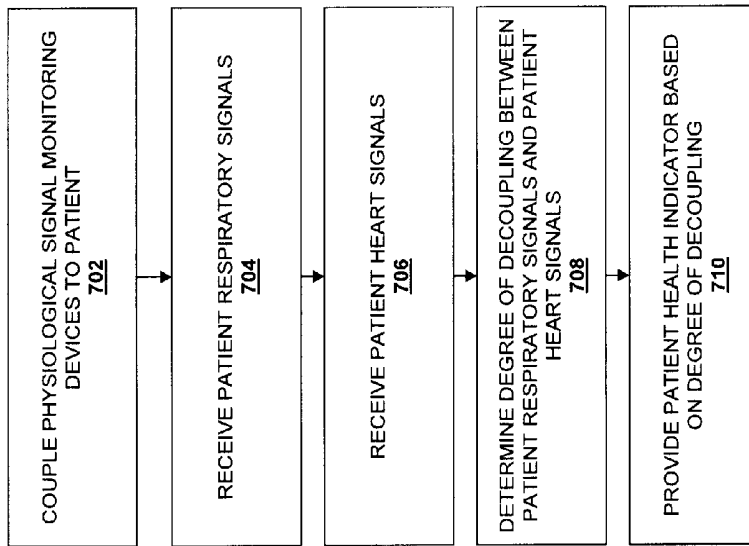 COUPLE PHYSIOLOGICAL SIGNAL MONITORING
DEVICES TO PATIENT
702
RECEIVE PATIENT RESPIRATORY SIGNALS
704
RECEIVE PATIENT HEART SIGNALS
706
DETERMINE DEGREE OF DECOUPLING BETWEEN
PATIENT RESPIRATORY SIGNALS AND PATIENT
HEART SIGNALS
708
PROVIDE PATIENT HEALTH INDICATOR BASED
ON DEGREE OF DECOUPLING
710